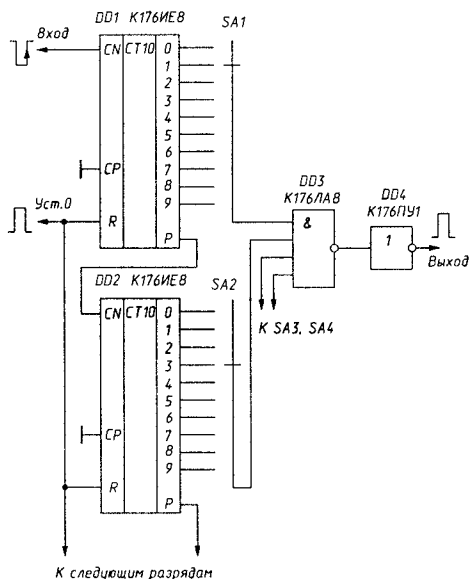 DD1 К176ИЕ8
SA1
Вход
CN
CT10
0
1
2
3
4
5
6
7
8
9
P
CP
Уст.0
R
DD2 К176ИЕ8
SA2
CN
CT10
0
1
2
3
4
5
6
7
8
9
P
CP
R
DD3
К176ЛА8
&
DD4
К176ПУ1
1
Выход
К SA3, SA4
К следующим разрядам